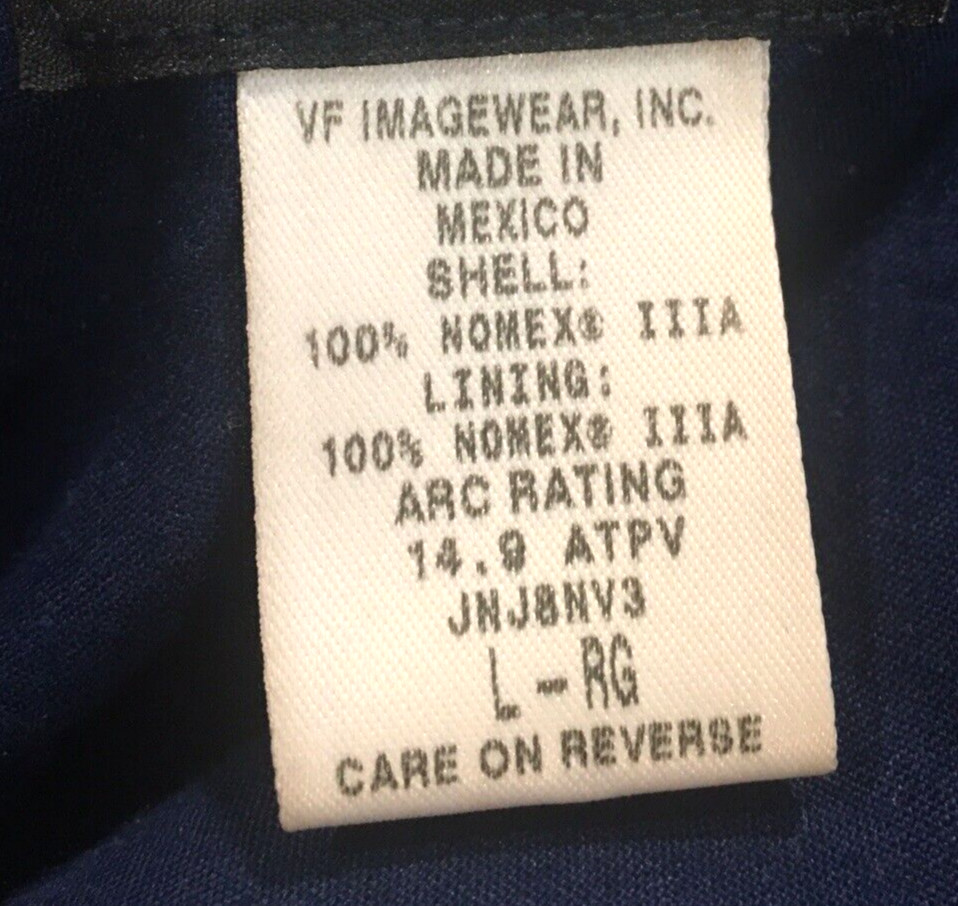 VF IMAGEWEAR, INC.
MADE IN
MEXICO
SHELL:
100% NOMEX® IIIA
LINING:
100% NOMEX® IIIA
ARC RATING
14.9 ATPV
JNJ8NV3
L-RG
CARE ON REVERSE